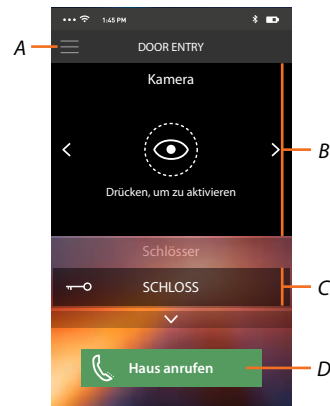 1:45 PM
A
DOOR ENTRY
Kamera
B
Drücken, um zu aktivieren
Schlösser
SCHLOSS
C
Haus anrufen
D